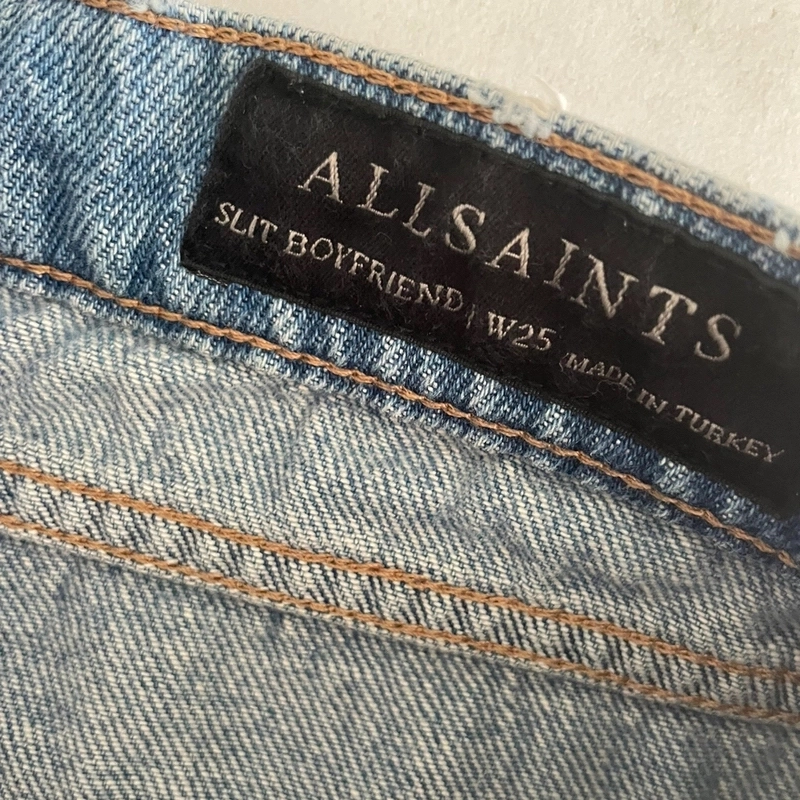 ALLSAINTS
SLIT BOYFRIEND | W25 MADE IN TURKEY